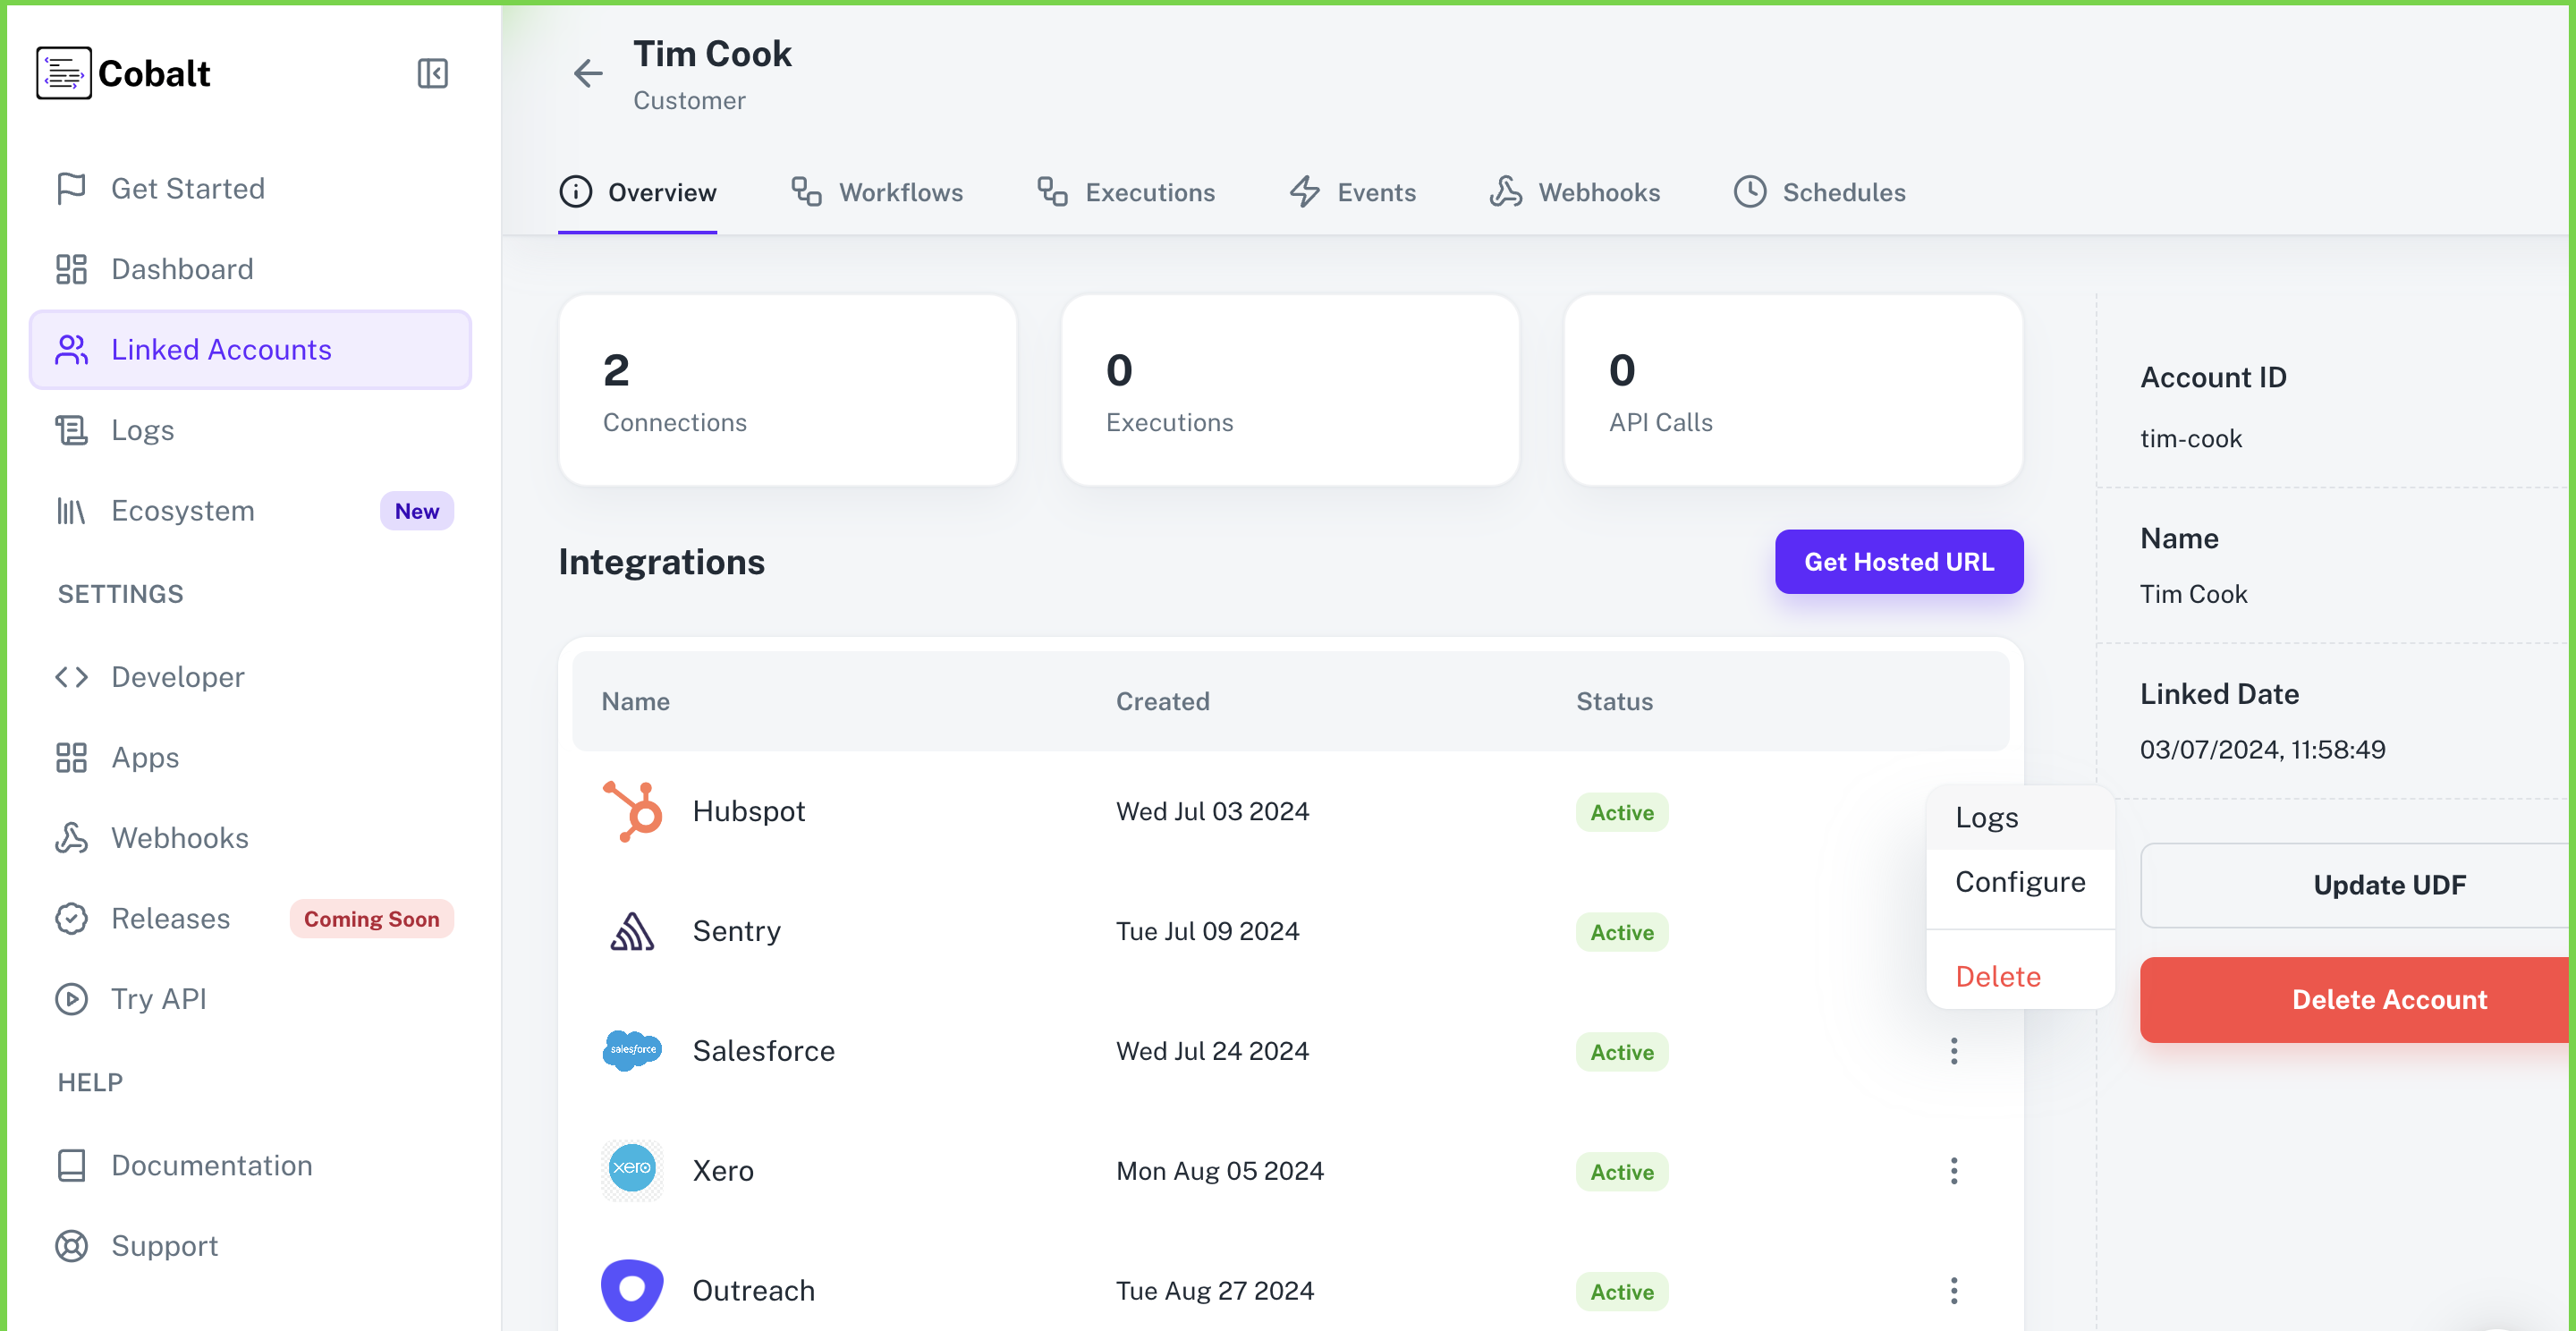 Cobalt
Get Started
Dashboard
Linked Accounts
Logs
Ecosystem New
SETTINGS
Developer
Apps
Webhooks
Releases Coming Soon
Try API
HELP
Documentation
Support
Tim Cook
Customer
Overview Workflows Executions Events Webhooks Schedules
2
Connections
0
Executions
0
API Calls
Integrations
Get Hosted URL
Name Created Status
Hubspot Wed Jul 03 2024 Active
Sentry Tue Jul 09 2024 Active
salesforce Salesforce Wed Jul 24 2024 Active
xero Xero Mon Aug 05 2024 Active
Outreach Tue Aug 27 2024 Active
Logs
Configure
Delete
Account ID
tim-cook
Name
Tim Cook
Linked Date
03/07/2024, 11:58:49
Update UDF
Delete Account